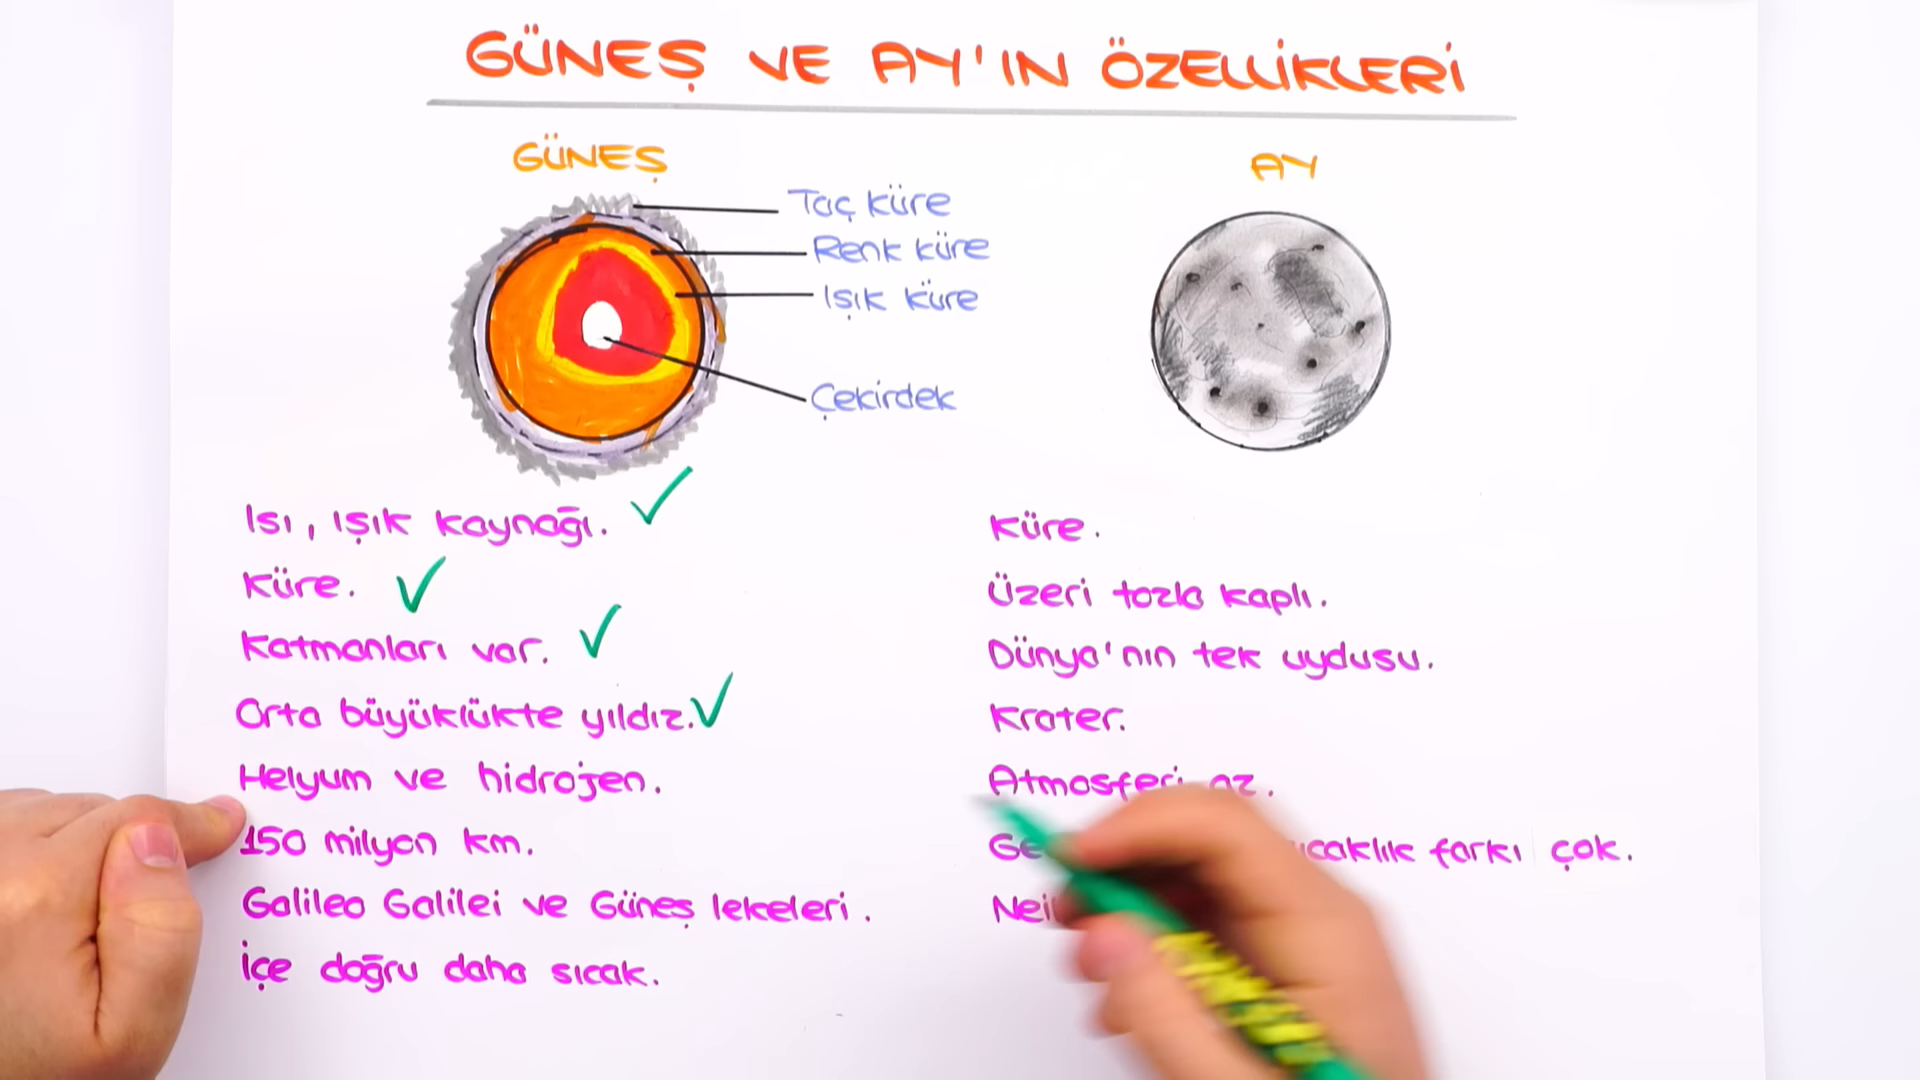 GÜNEŞ VE AY'IN ÖZELLİKLERİ
GÜNEŞ
Taç küre
Renk küre
Işık küre
Çekirdek
Isı, ışık kaynağı.
Küre.
Katmanları var.
Orta büyüklükte yıldız.
Helyum ve hidrojen.
150 milyon km.
Galileo Galilei ve Güneş lekeleri.
İçe doğru daha sıcak.
AY
Küre.
Üzeri tozla kaplı.
Dünya'nın tek uydusu.
Krater.
Atmosferi az.
farkı çok.